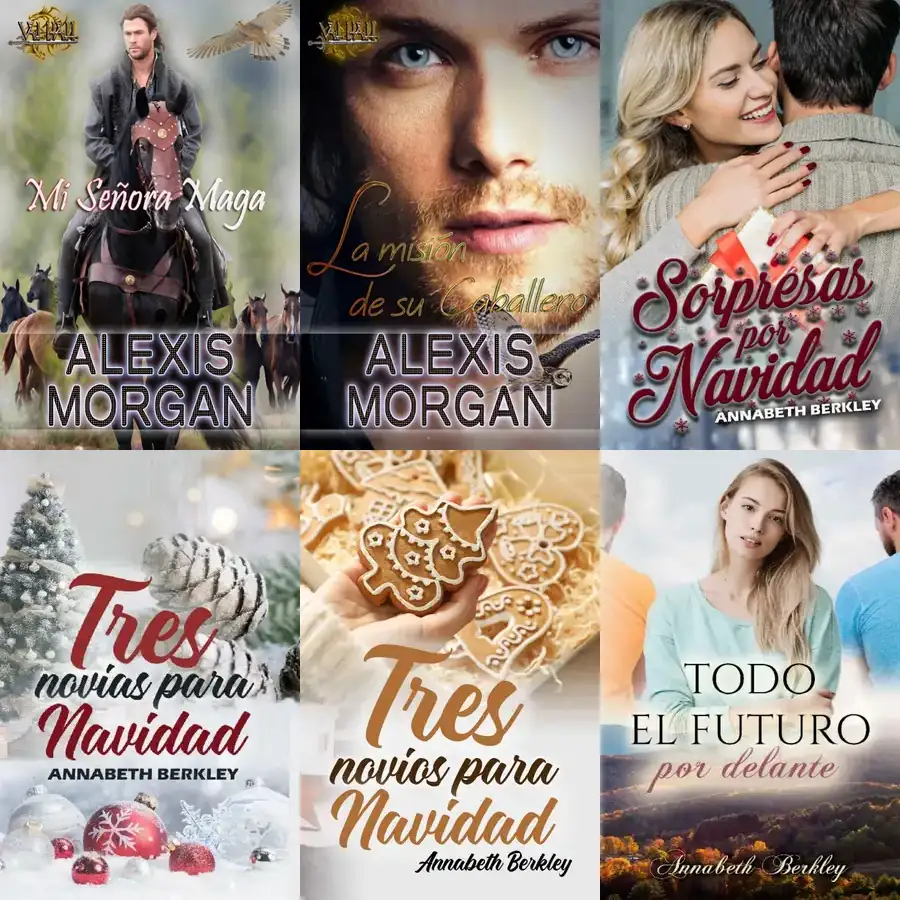 Mi Señora Maga
ALEXIS
MORGAN
La misión
de su Caballero
ALEXIS
MORGAN
Sorpresas
por
Navidad
ANNABETH BERKLEY
Tres
novias para
Navidad
ANNABETH BERKLEY
Tres
novios para
Navidad
Annabeth Berkley
TODO
EL FUTURO
por delante
Annabeth Berkley